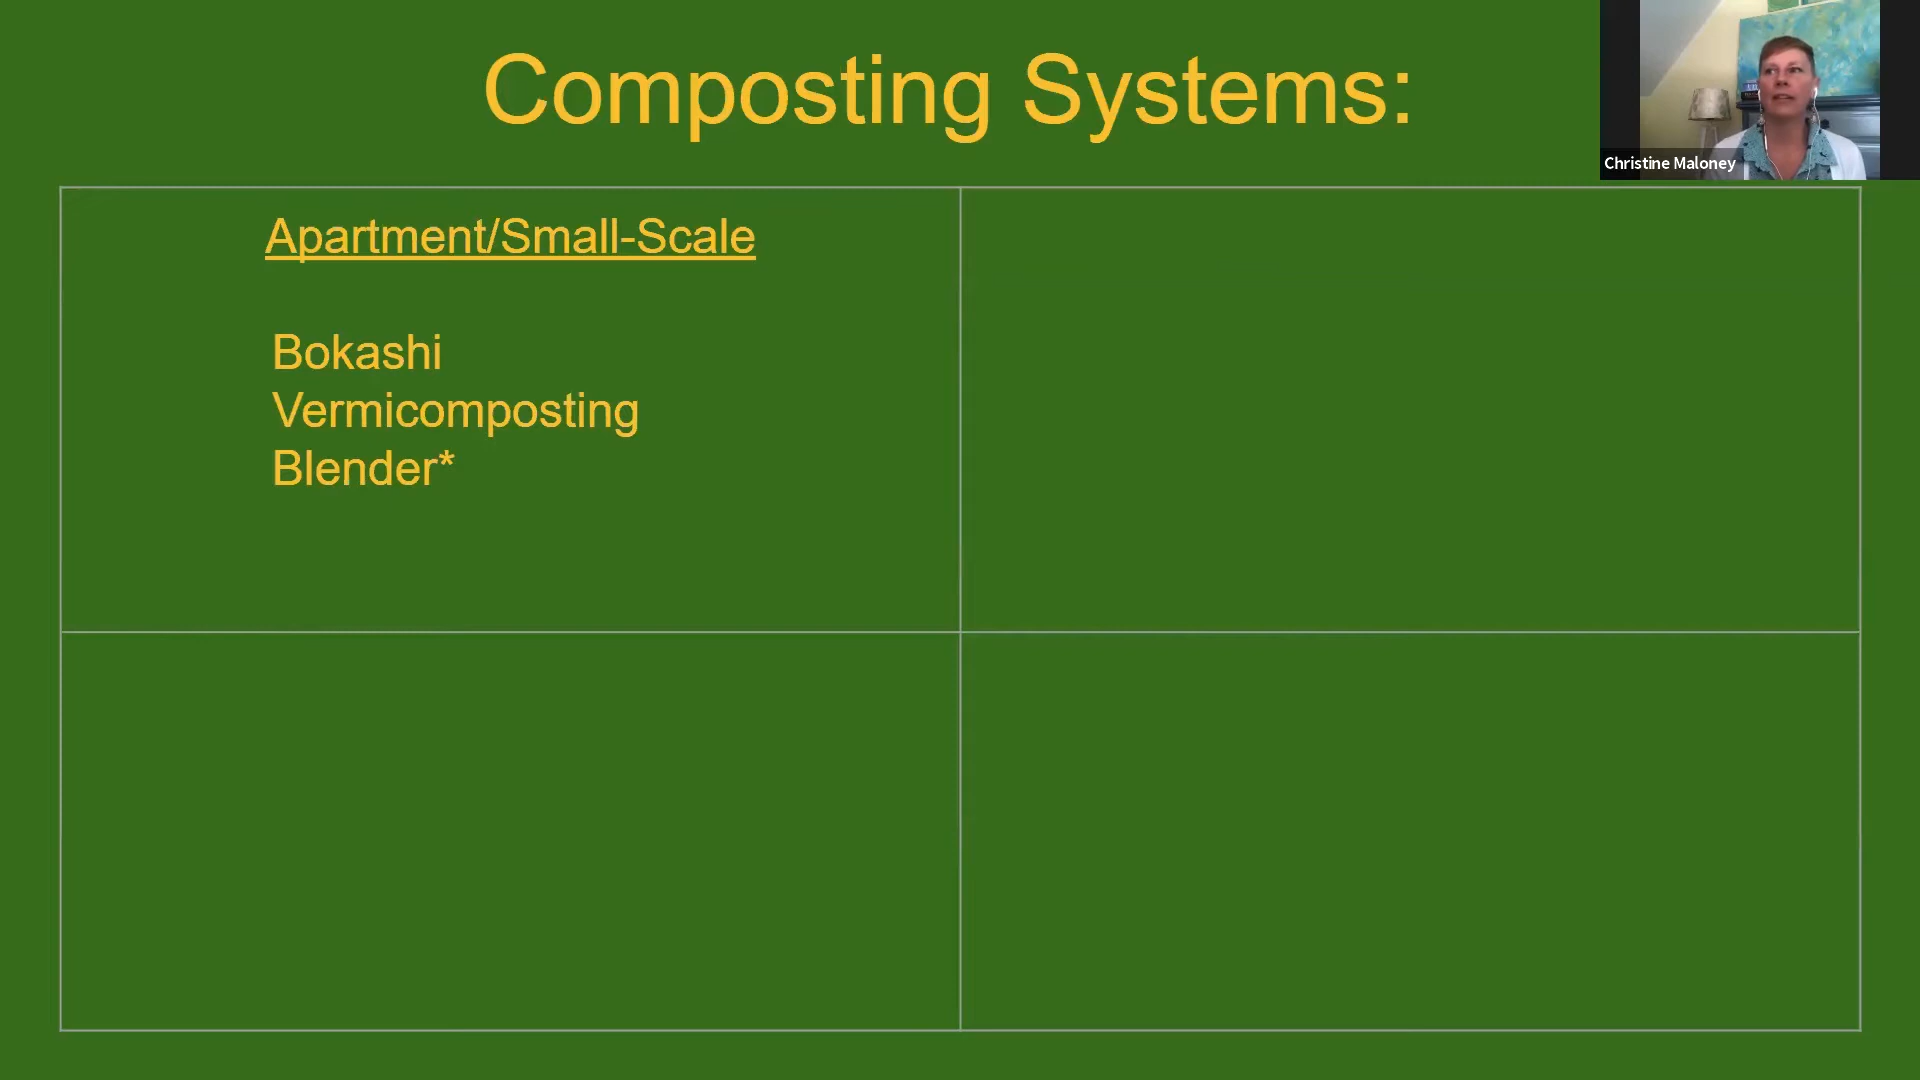 Composting Systems:
Christine Maloney
Apartment/Small-Scale
Bokashi
Vermicomposting
Blender*